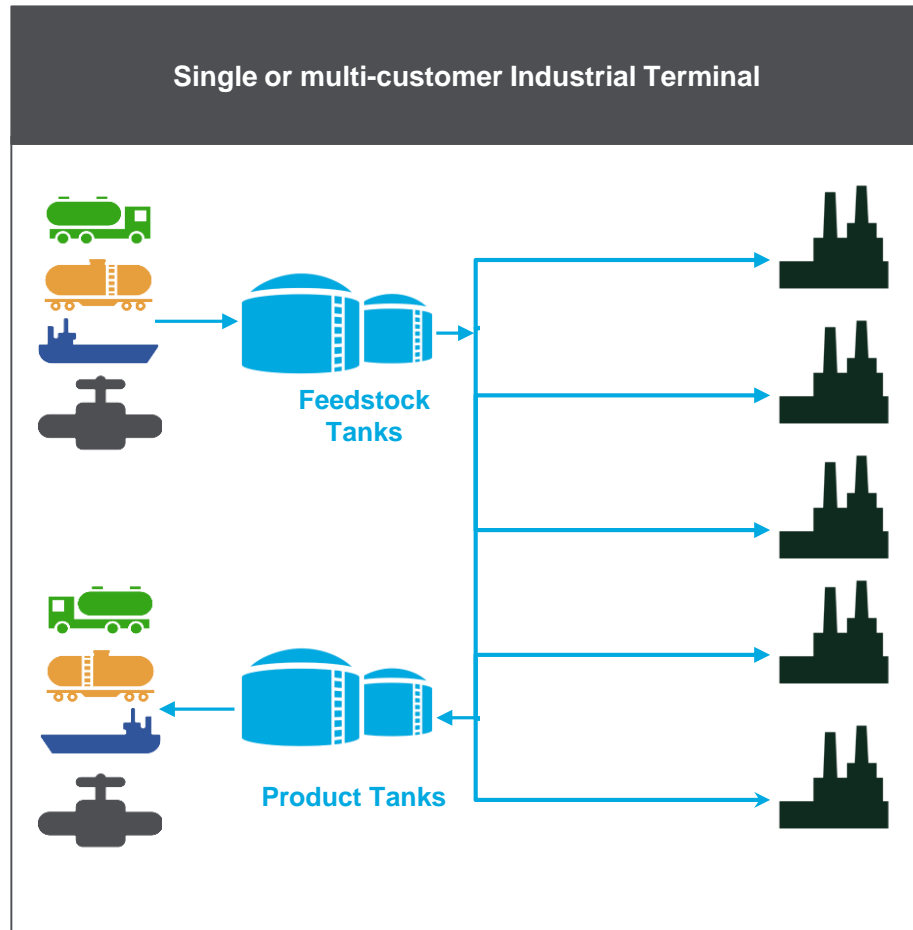 Single or multi-customer Industrial Terminal
Feedstock
Tanks
Product Tanks